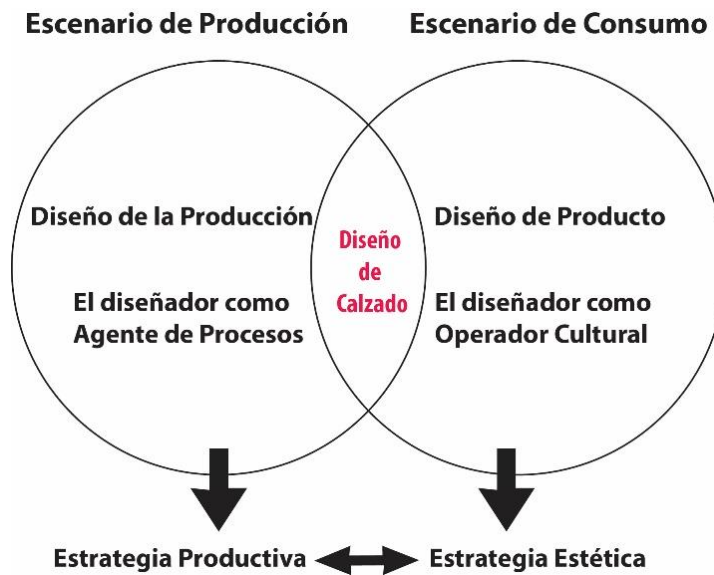 Escenario de Producción
Escenario de Consumo
Diseño de la Producción
El diseñador como
Agente de Procesos
Diseño
de
Calzado
Diseño de Producto
El diseñador como
Operador Cultural
Estrategia Productiva
Estrategia Estética